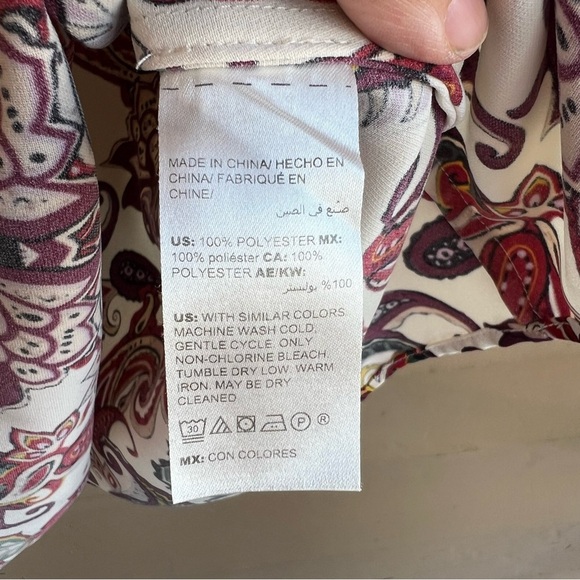 MADE IN CHINA/ HECHO EN
CHINA/ FABRIQUÉ EN
CHINE/
صنع في الصين
US: 100% POLYESTER MX:
100% poliéster CA: 100%
POLYESTER AE/KW:
100% بوليستر
US: WITH SIMILAR COLORS
MACHINE WASH COLD,
GENTLE CYCLE. ONLY
NON-CHLORINE BLEACH,
TUMBLE DRY LOW, WARM
IRON. MAY BE DRY
CLEANED
30 P ®
MX: CON COLORES